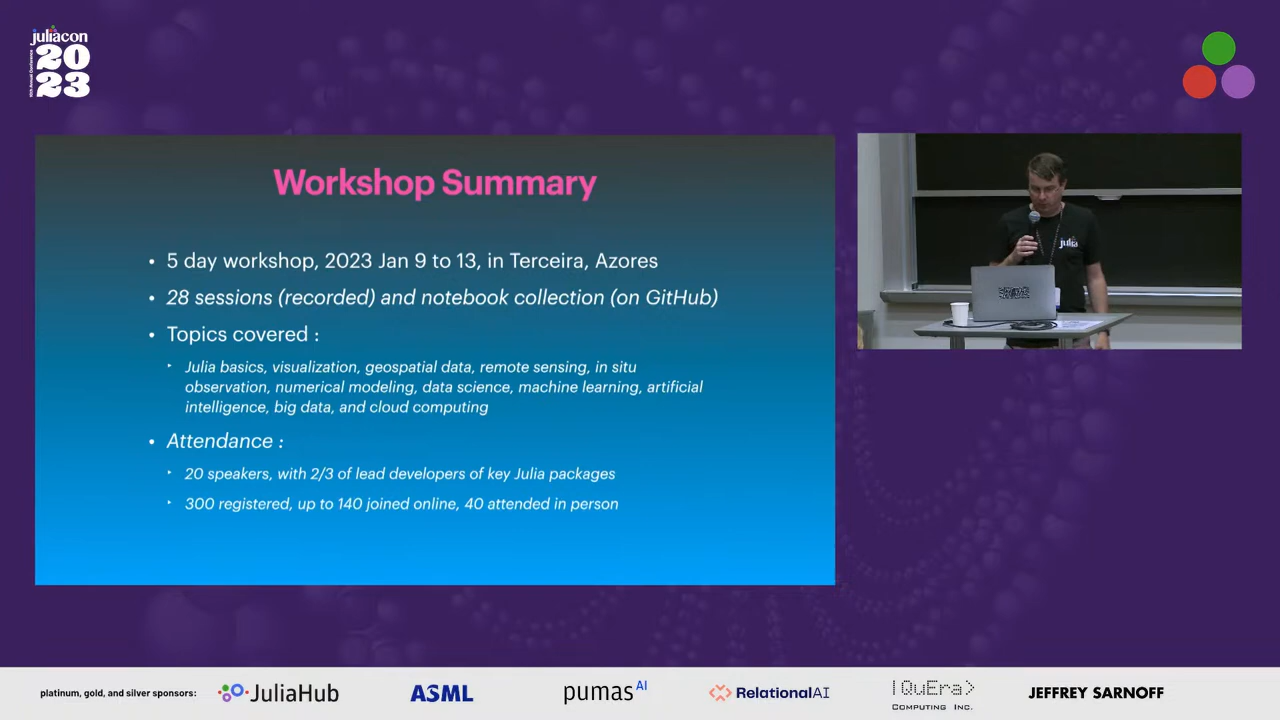 juliacon
20
23
Workshop Summary
• 5 day workshop, 2023 Jan 9 to 13, in Terceira, Azores
• 28 sessions (recorded) and notebook collection (on GitHub)
• Topics covered :
‣ Julia basics, visualization, geospatial data, remote sensing, in situ
observation, numerical modeling, data science, machine learning, artificial
intelligence, big data, and cloud computing
• Attendance :
‣ 20 speakers, with 2/3 of lead developers of key Julia packages
‣ 300 registered, up to 140 joined online, 40 attended in person
julia
platinum, gold, and silver sponsors:
JuliaHub
ASML
pumas AI
RelationalAI
|QuEra>
COMPUTING INC.
JEFFREY SARNOFF